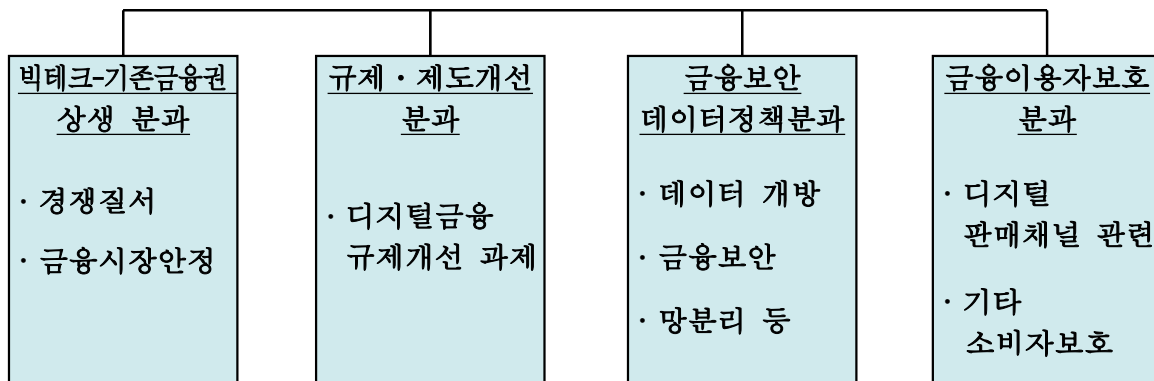 빅테크-기존금융권
상생 분과
· 경쟁질서
· 금융시장안정
규제 · 제도개선
분과
· 디지털금융
규제개선 과제
금융보안
데이터정책분과
· 데이터 개방
· 금융보안
· 망분리 등
금융이용자보호
분과
· 디지털
판매채널 관련
· 기타
소비자보호